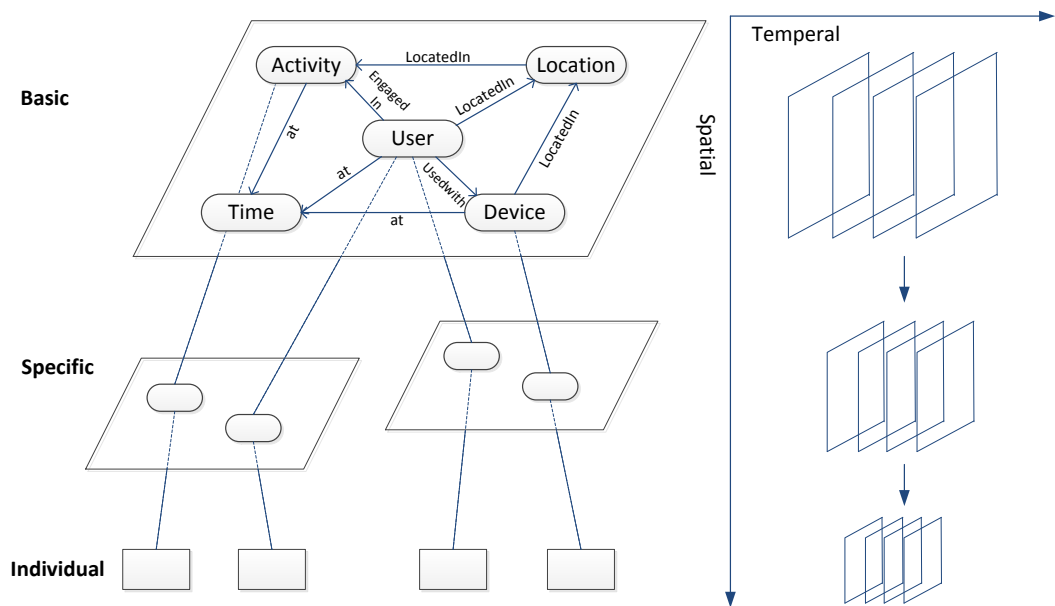 Temperal
Spatial
Basic
Activity
LocatedIn
Location
Engaged
In
LocatedIn
LocatedIn
User
at
at
Usedwith
Time
at
Device
Specific
Individual